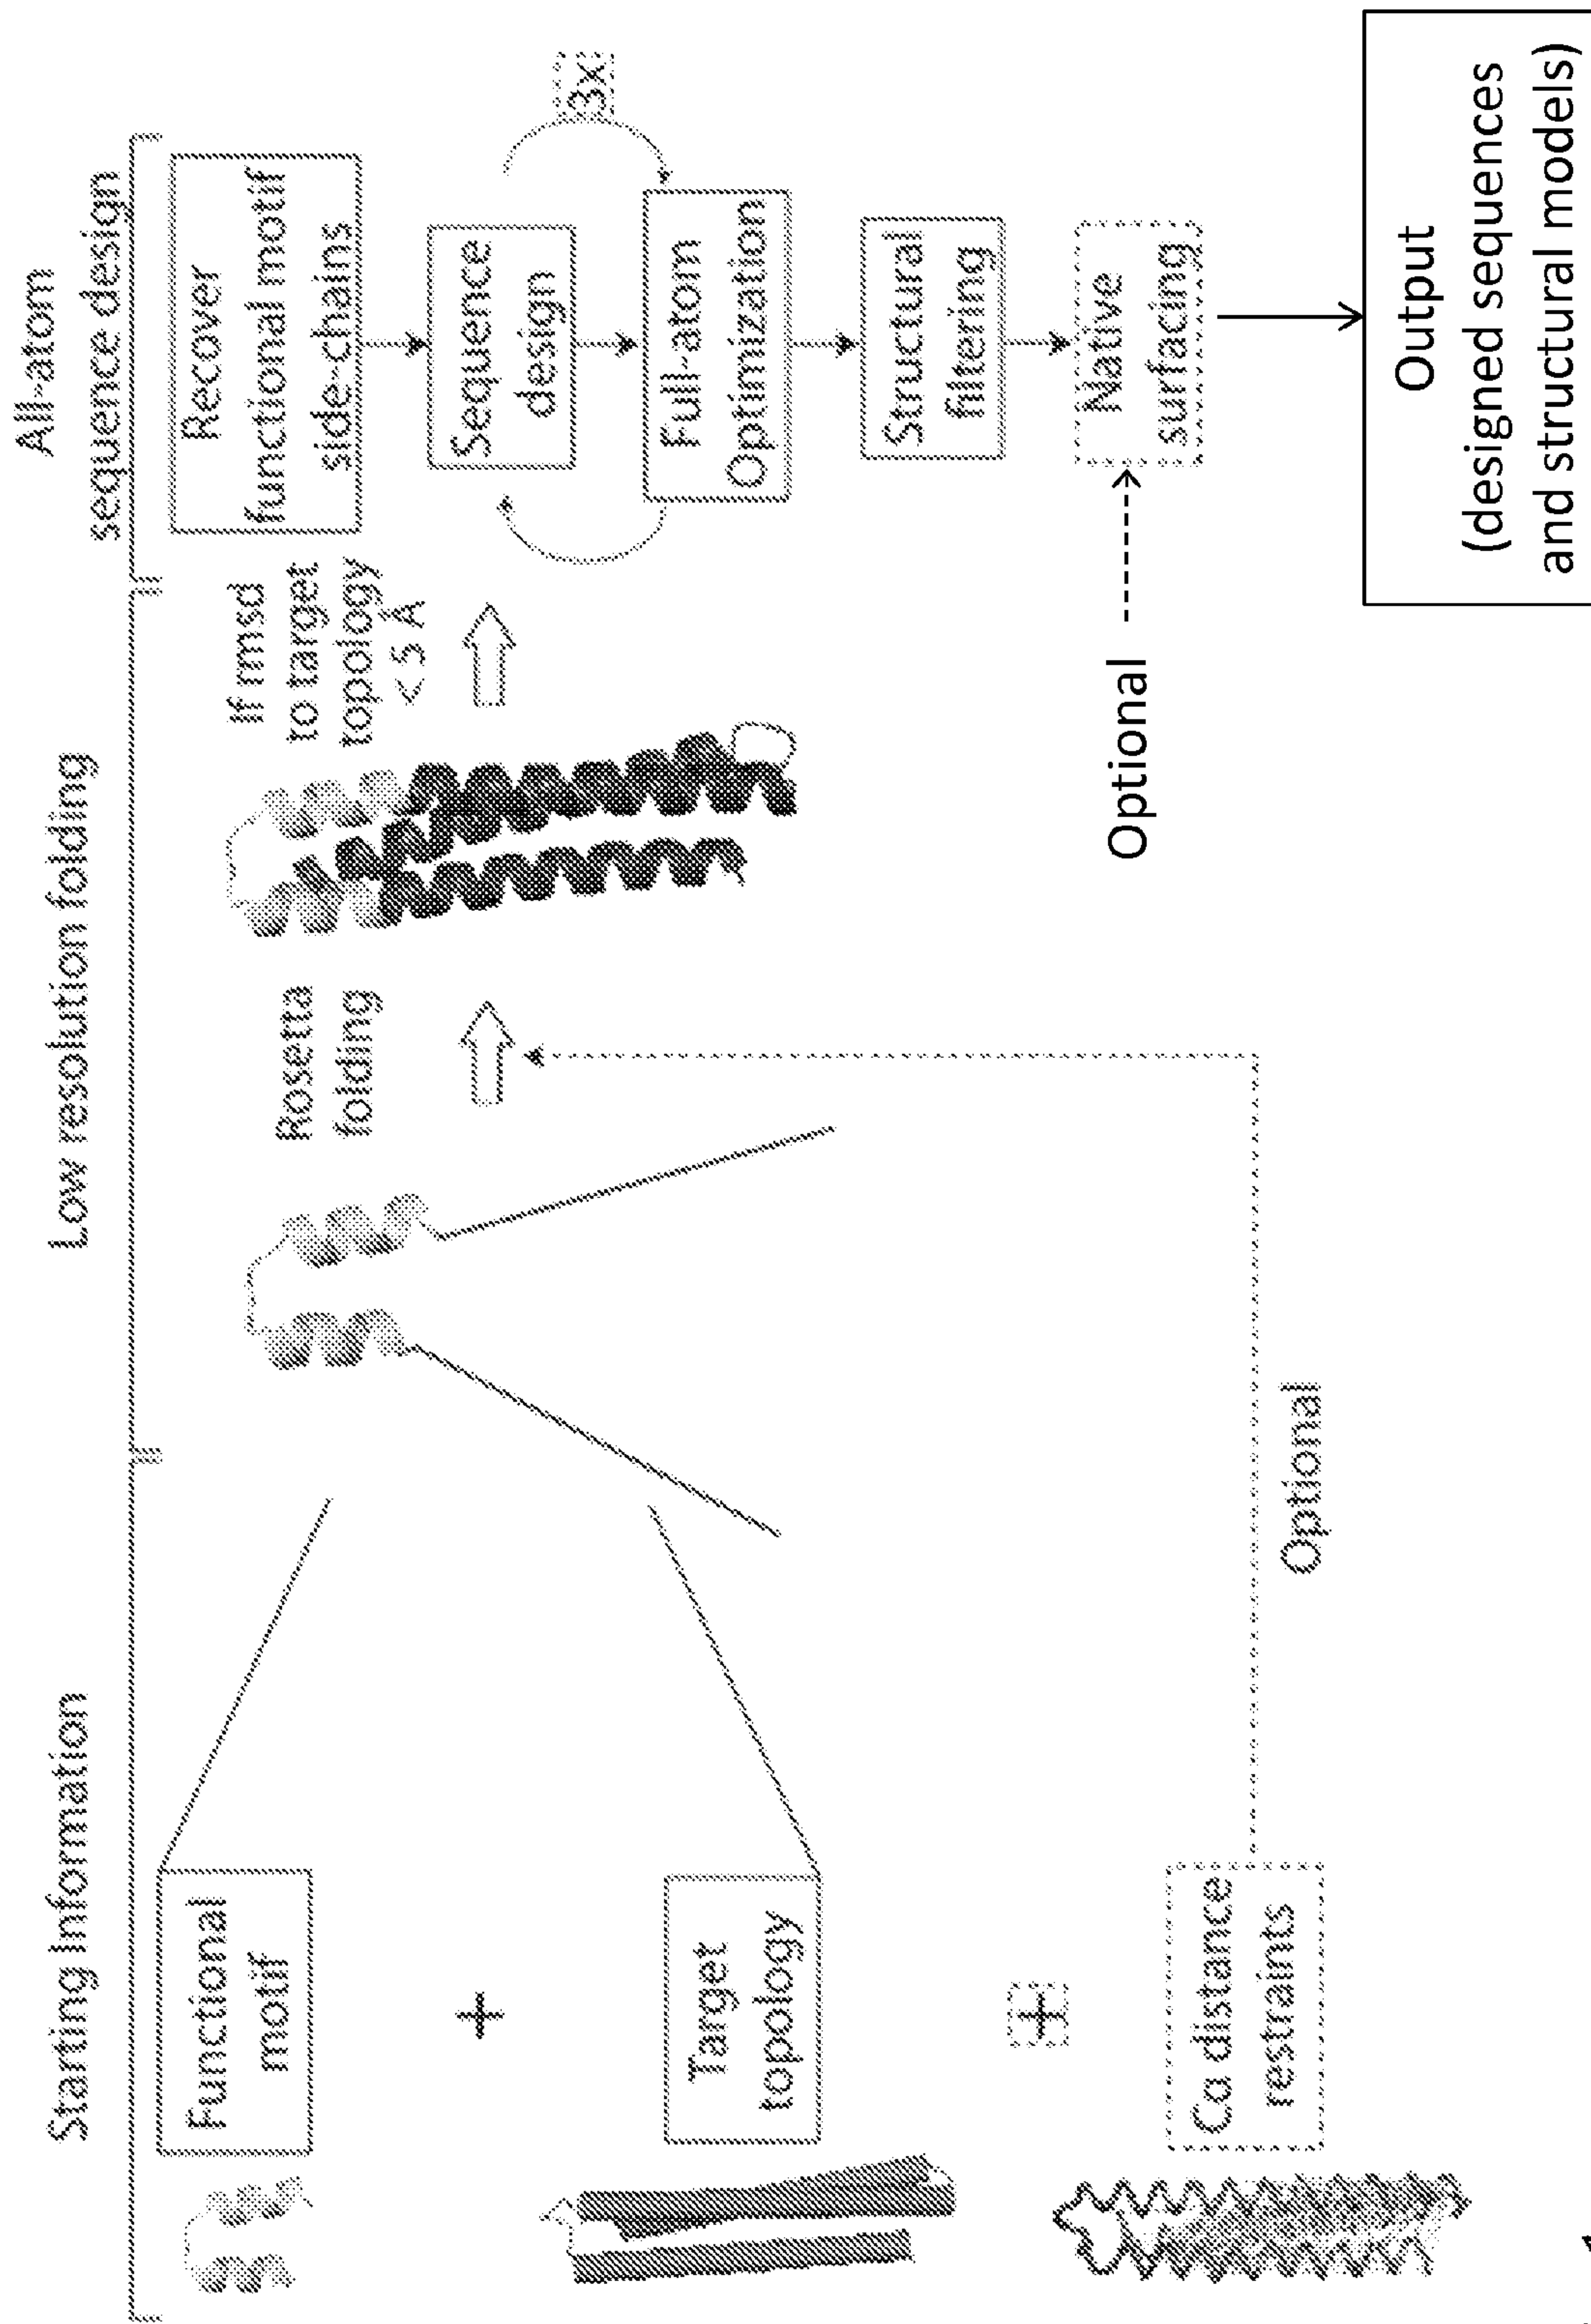 Starting Information
Functional
motif
+
Target
topology
+
Cα distance
restraints
Optional
Low resolution folding
Rosetta
folding
If rmsd
to target
topology
< 5 Å
All-atom
sequence design
Recover
functional motif
side-chains
Sequence
design
3x
Full-atom
Optimization
Structural
filtering
Optional
Native
surfacing
Output
(designed sequences
and structural models)